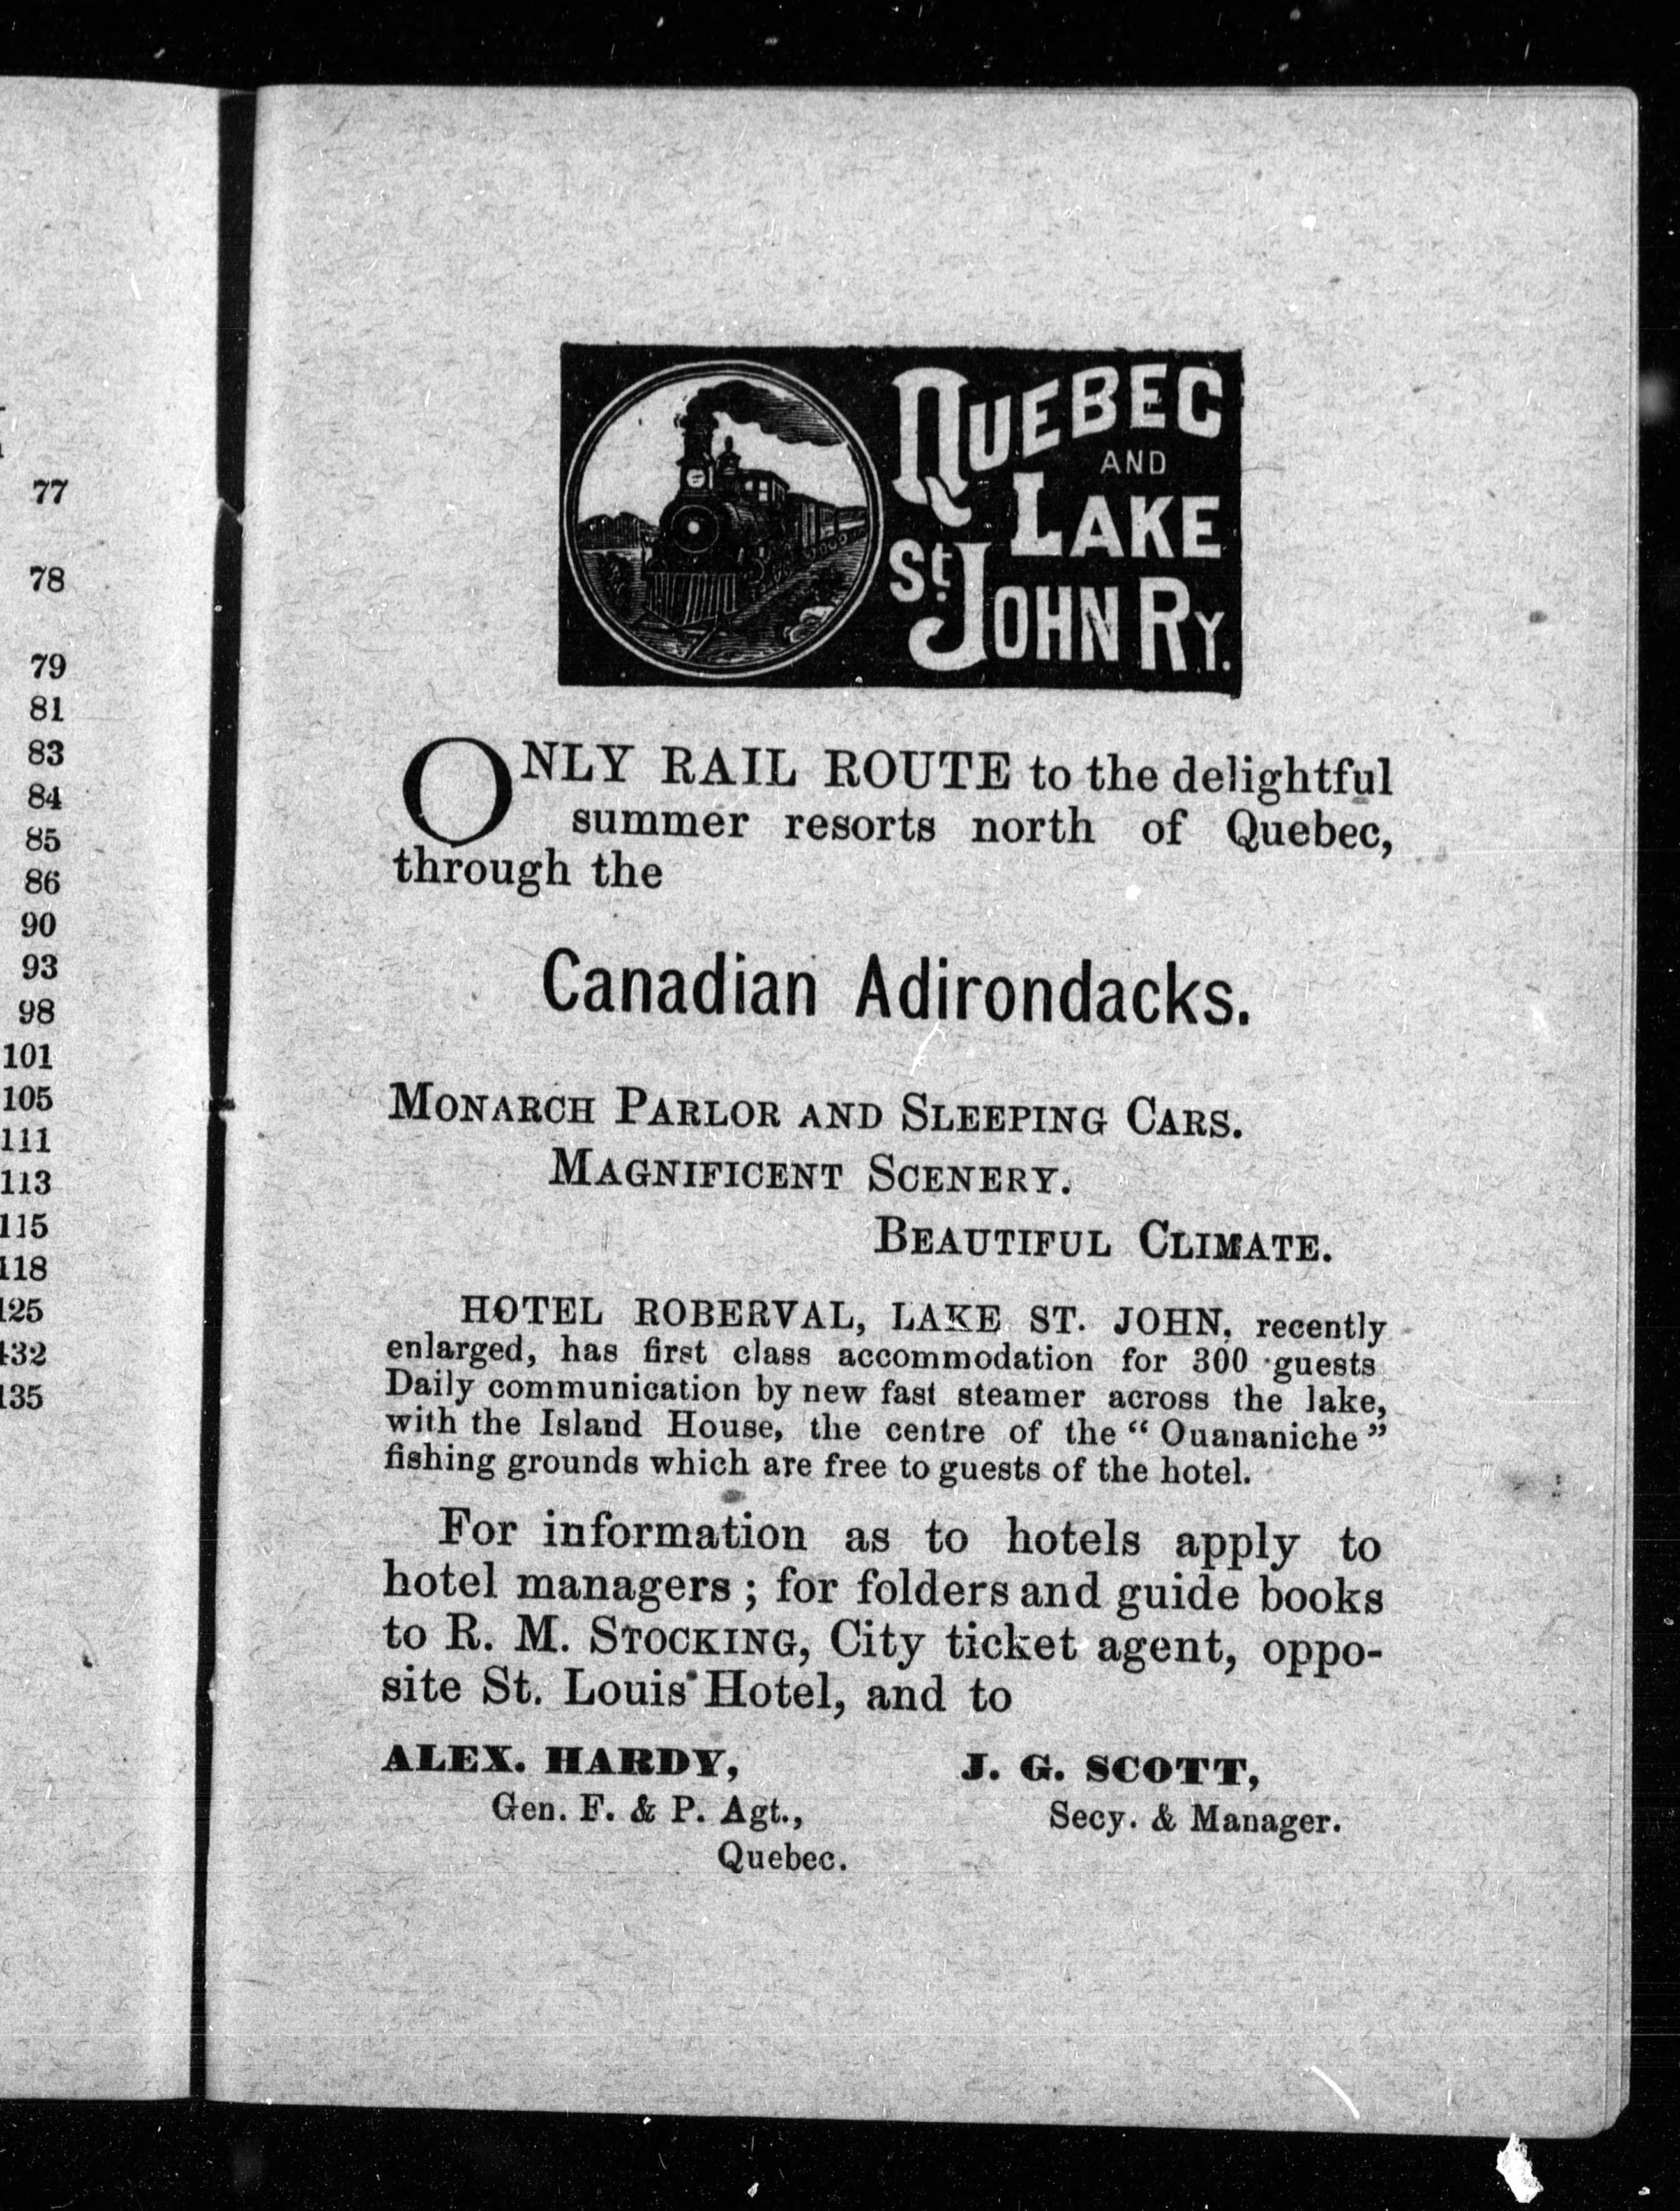 77
78
79
81
83
84
85
86
90
93
98
101
105
111
113
115
118
125
132
135
QUEBEC
AND
LAKE
St. JOHN RY.
ONLY RAIL ROUTE to the delightful
summer resorts north of Quebec,
through the
Canadian Adirondacks.
MONARCH PARLOR AND SLEEPING CARS.
MAGNIFICENT SCENERY.
BEAUTIFUL CLIMATE.
HOTEL ROBERVAL, LAKE ST. JOHN, recently
enlarged, has first class accommodation for 300 guests
Daily communication by new fast steamer across the lake,
with the Island House, the centre of the "Ouananiche"
fishing grounds which are free to guests of the hotel.
For information as to hotels apply to
hotel managers; for folders and guide books
to R. M. STOCKING, City ticket agent, oppo-
site St. Louis Hotel, and to
ALEX. HARDY,
Gen. F. & P. Agt.,
Quebec.
J. G. SCOTT,
Secy. & Manager.